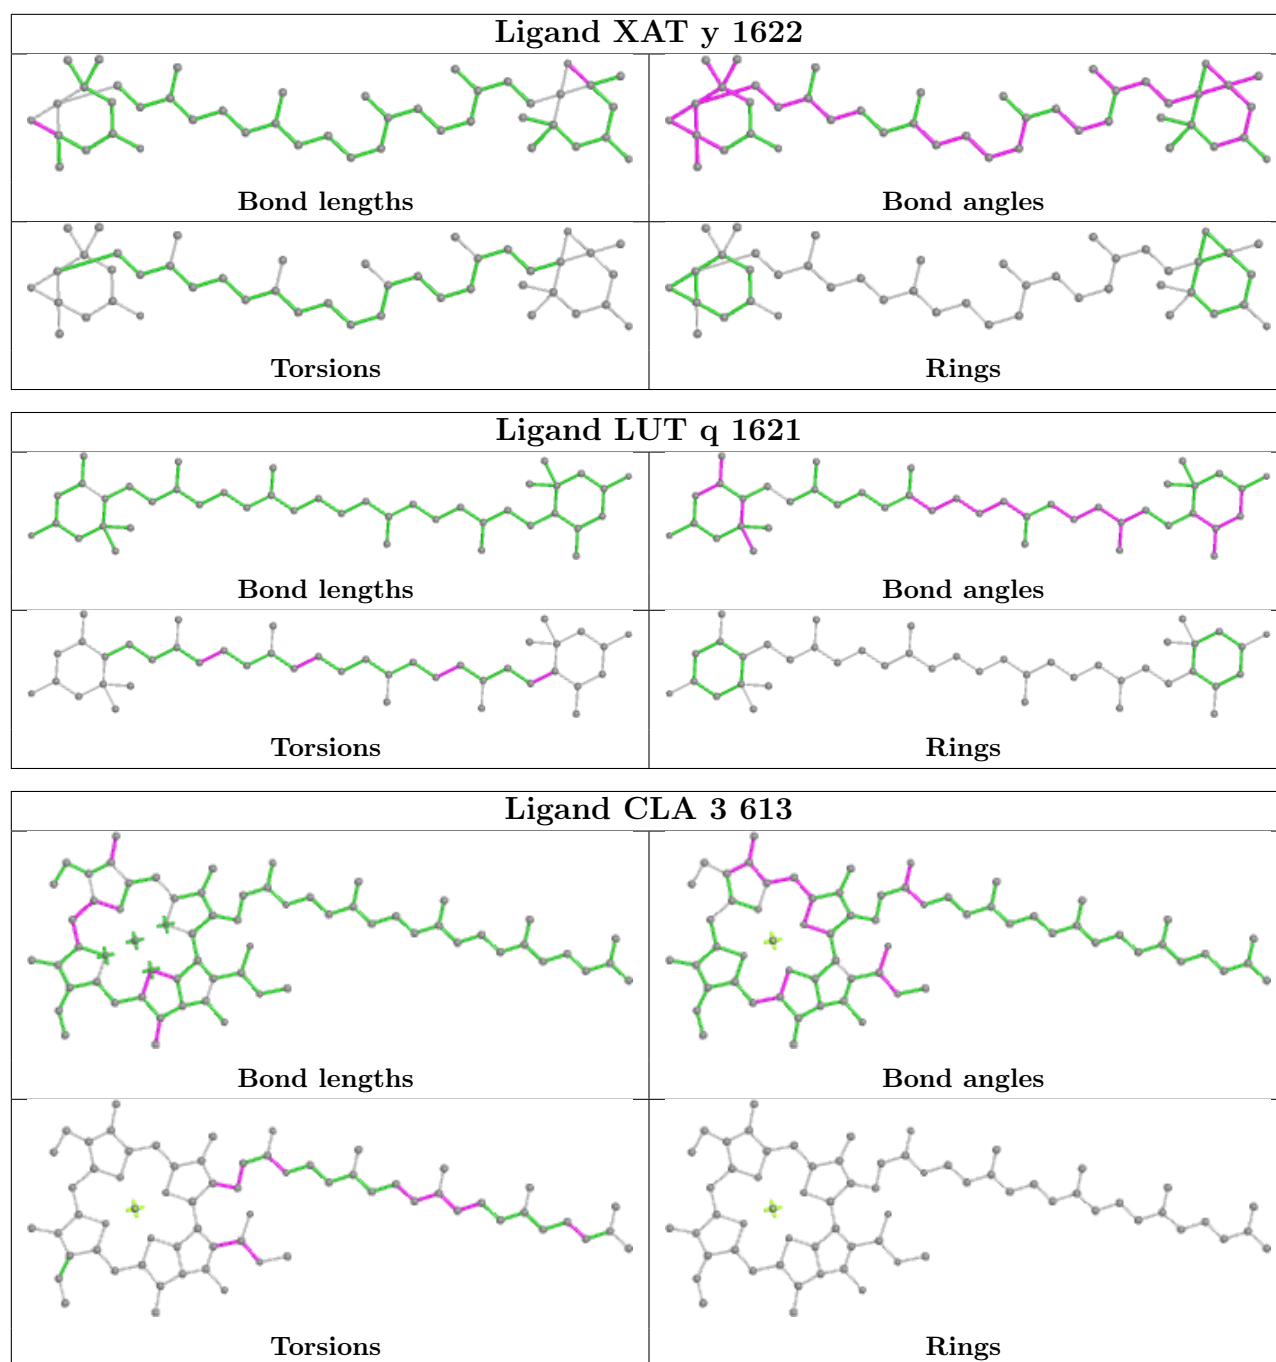 Ligand XAT y 1622
Bond lengths
Bond angles
Torsions
Rings
Ligand LUT q 1621
Bond lengths
Bond angles
Torsions
Rings
Ligand CLA 3 613
Bond lengths
Bond angles
Torsions
Rings